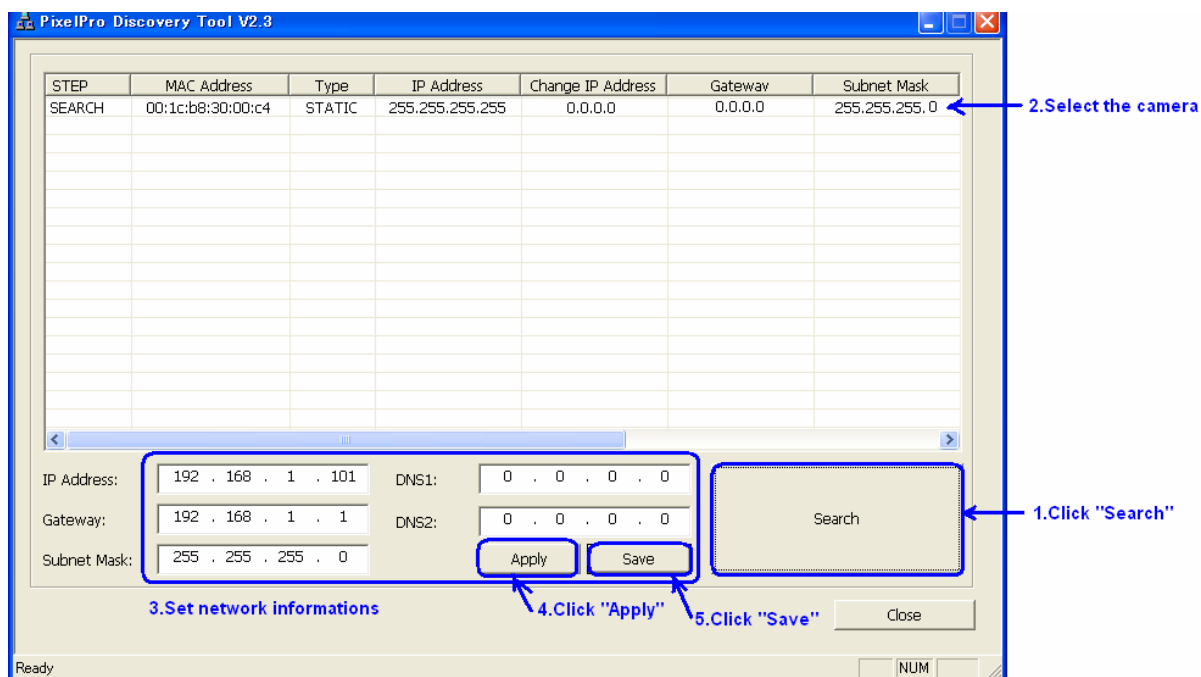 PixelPro Discovery Tool V2.3
STEP MAC Address Type IP Address Change IP Address Gateway Subnet Mask
SEARCH 00:1c:b8:30:00:c4 STATIC 255.255.255.255 0.0.0.0 0.0.0.0 255.255.255.0
2.Select the camera
IP Address: 192 . 168 . 1 . 101 DNS1: 0 . 0 . 0 . 0
Gateway: 192 . 168 . 1 . 1 DNS2: 0 . 0 . 0 . 0
Search
1.Click "Search"
Subnet Mask: 255 . 255 . 255 . 0 Apply Save
3.Set network informations
4.Click "Apply"
5.Click "Save"
Close
Ready NUM